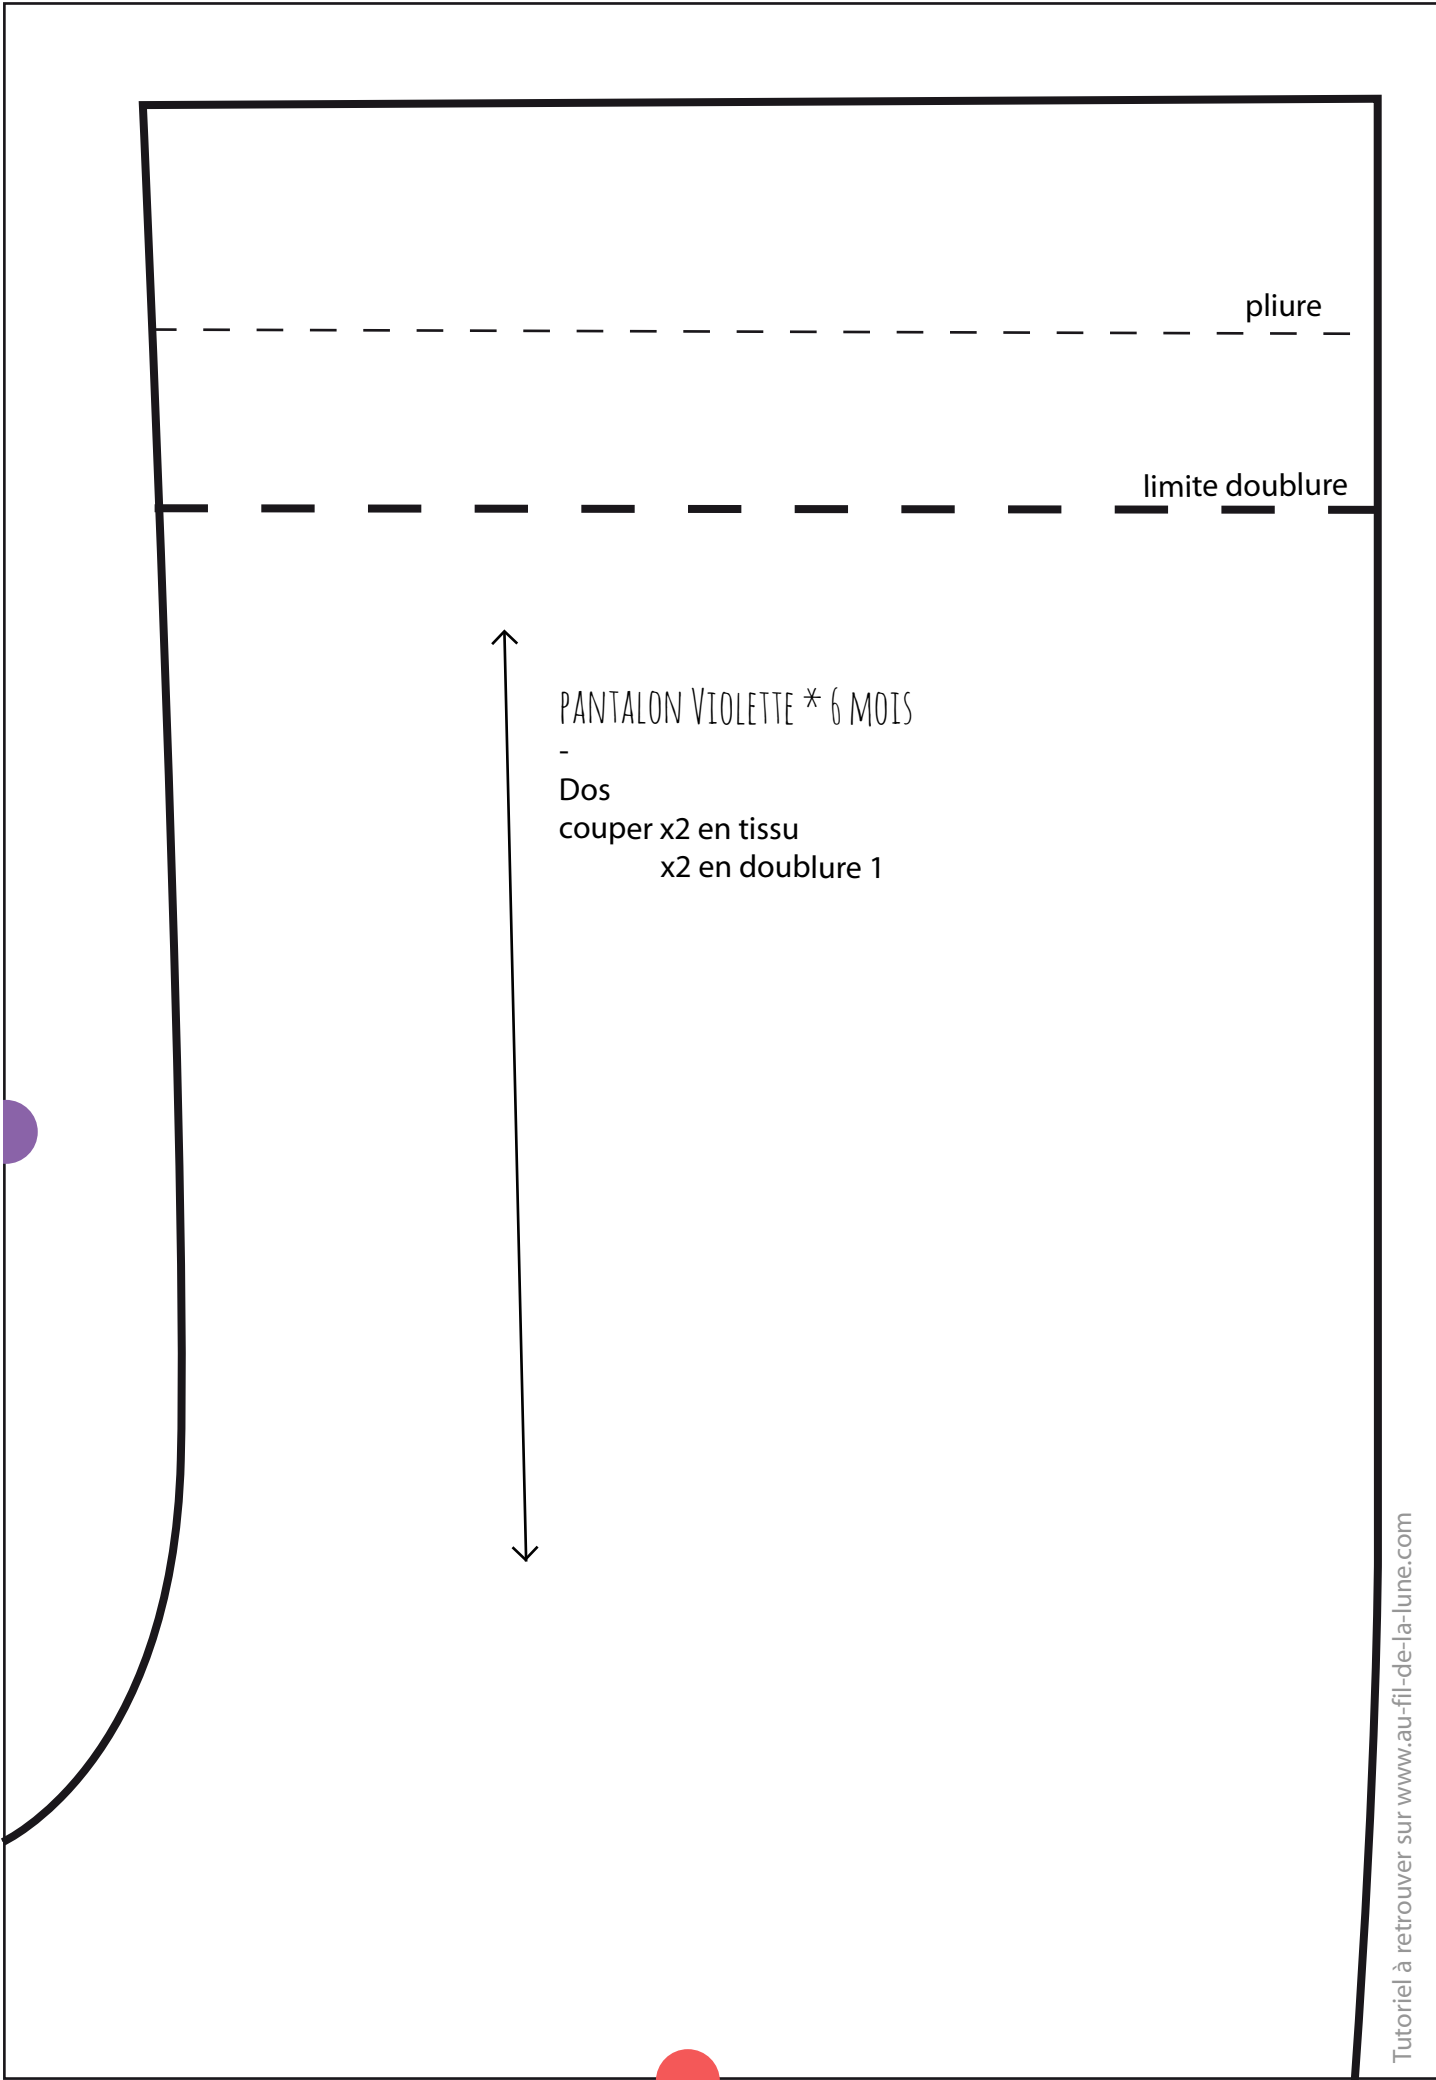 pliure
limite doublure
PANTALON VIOLETTE * 6 MOIS
-
Dos
couper x2 en tissu
x2 en doublure 1
Tutoriel à retrouver sur www.au-fil-de-la-lune.com